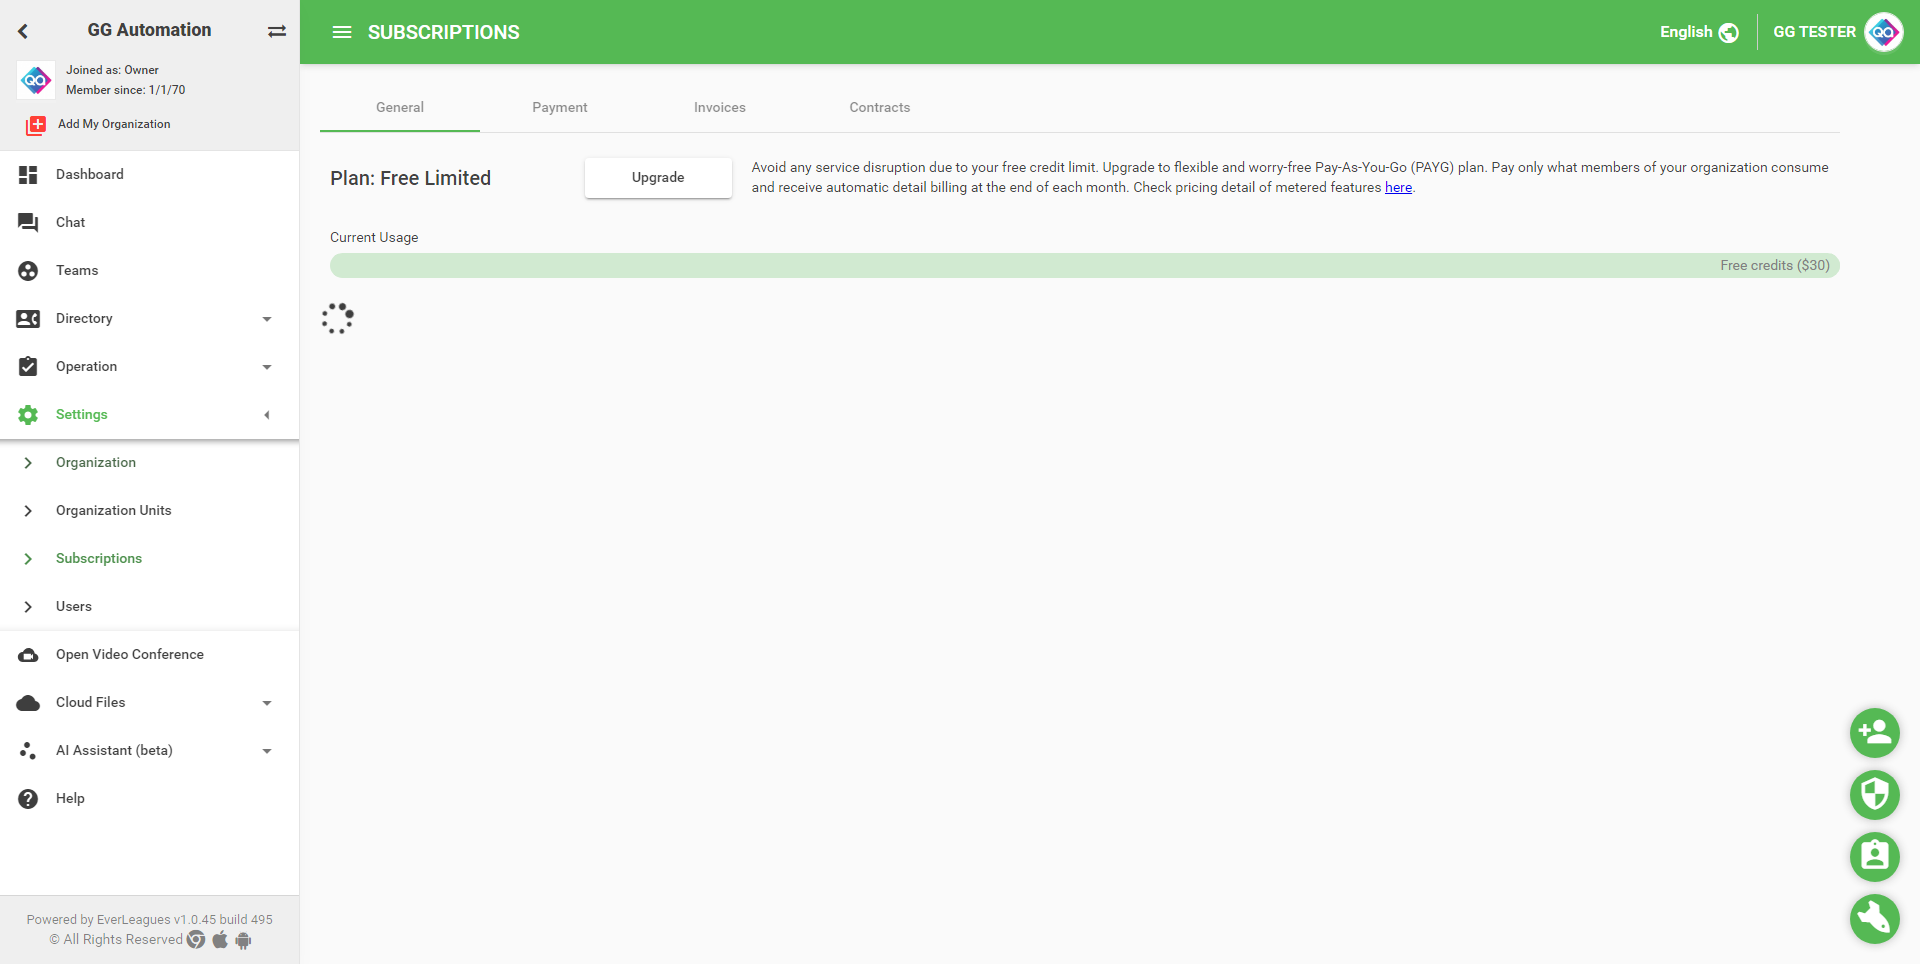 GG Automation
Joined as: Owner
Member since: 1/1/70
Add My Organization
Dashboard
Chat
Teams
Directory
Operation
Settings
Organization
Organization Units
Subscriptions
Users
Open Video Conference
Cloud Files
AI Assistant (beta)
Help
Powered by EverLeagues v1.0.45 build 495
© All Rights Reserved
SUBSCRIPTIONS
English
GG TESTER
General
Payment
Invoices
Contracts
Plan: Free Limited
Upgrade
Avoid any service disruption due to your free credit limit. Upgrade to flexible and worry-free Pay-As-You-Go (PAYG) plan. Pay only what members of your organization consume
and receive automatic detail billing at the end of each month. Check pricing detail of metered features here.
Current Usage
Free credits ($30)